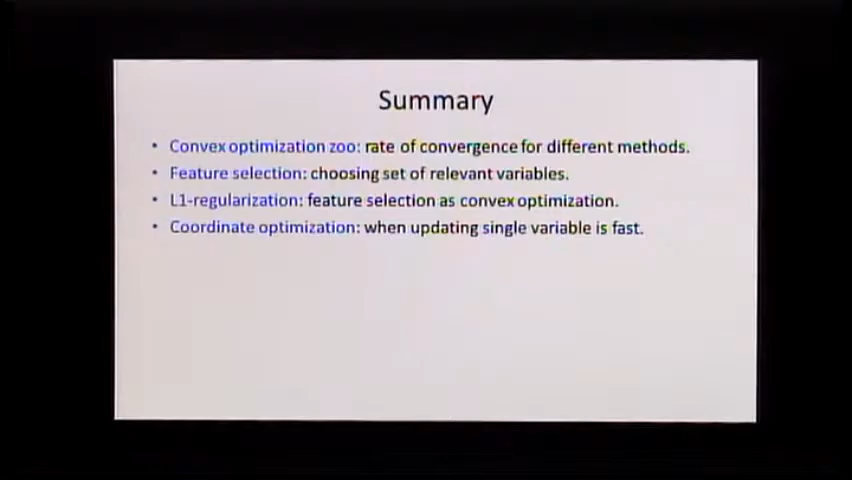 Summary
• Convex optimization zoo: rate of convergence for different methods.
• Feature selection: choosing set of relevant variables.
• L1-regularization: feature selection as convex optimization.
• Coordinate optimization: when updating single variable is fast.